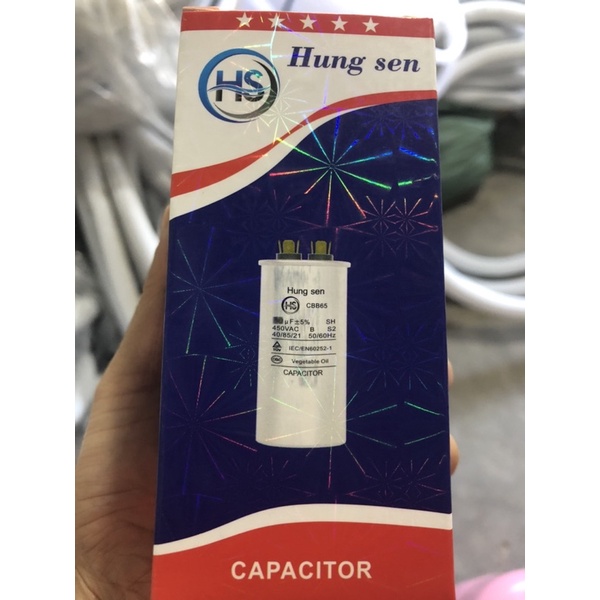 HS
Hung sen
Hung sen
HS
CBB65
µF±5% SH
450VAC B S2
40/85/21 50/60Hz
IEC/EN60252-1
Vegetable Oil
CAPACITOR
CAPACITOR